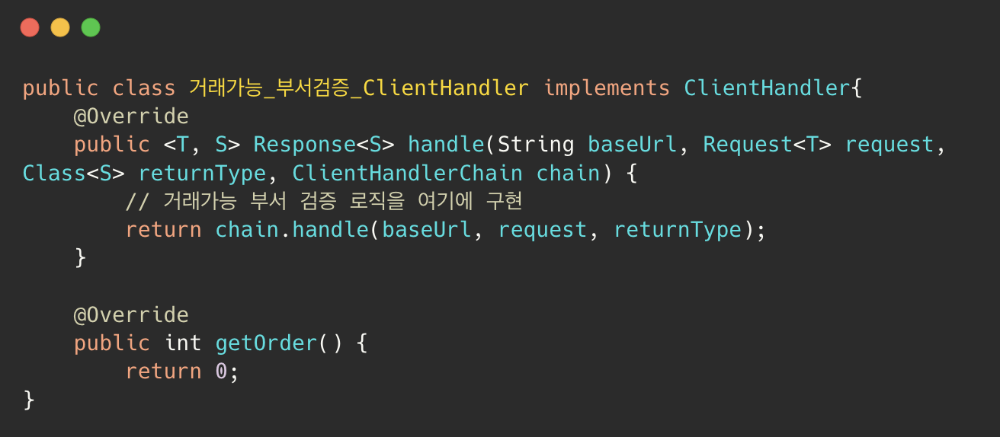 public class 거래가능_부서검증_ClientHandler implements ClientHandler{
    @Override
    public <T, S> Response<S> handle(String baseUrl, Request<T> request,
Class<S> returnType, ClientHandlerChain chain) {
        // 거래가능 부서 검증 로직을 여기에 구현
        return chain.handle(baseUrl, request, returnType);
    }

    @Override
    public int getOrder() {
        return 0;
}